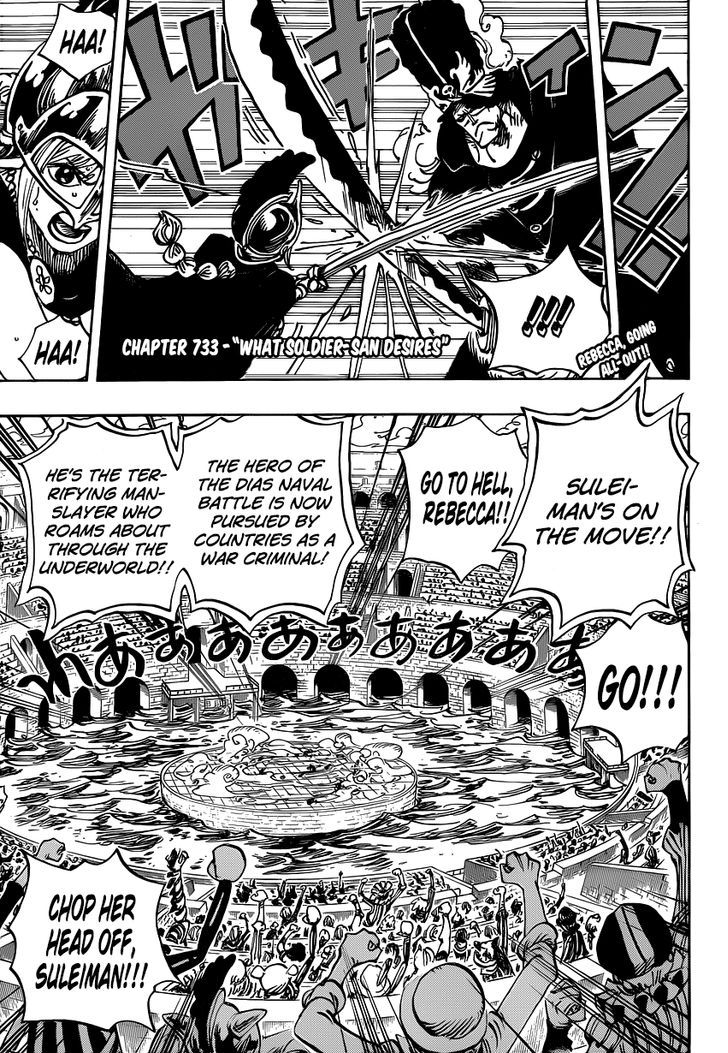 ギィン!!
!!!!
REBECCA, GOING
ALL-OUT!!
HAA!
HAA!
CHAPTER 733 - "WHAT SOLDIER-SAN DESIRES"
SULEI-
MAN'S ON
THE MOVE!!
GO TO HELL,
REBECCA!!
THE HERO OF
THE DIAS NAVAL
BATTLE IS NOW
PURSUED BY
COUNTRIES AS A
WAR CRIMINAL!
HE'S THE TER-
RIFYING MAN-
SLAYER WHO
ROAMS ABOUT
THROUGH THE
UNDERWORLD!!
わあああああああああ
GO!!!
CHOP HER
HEAD OFF,
SULEIMAN!!!